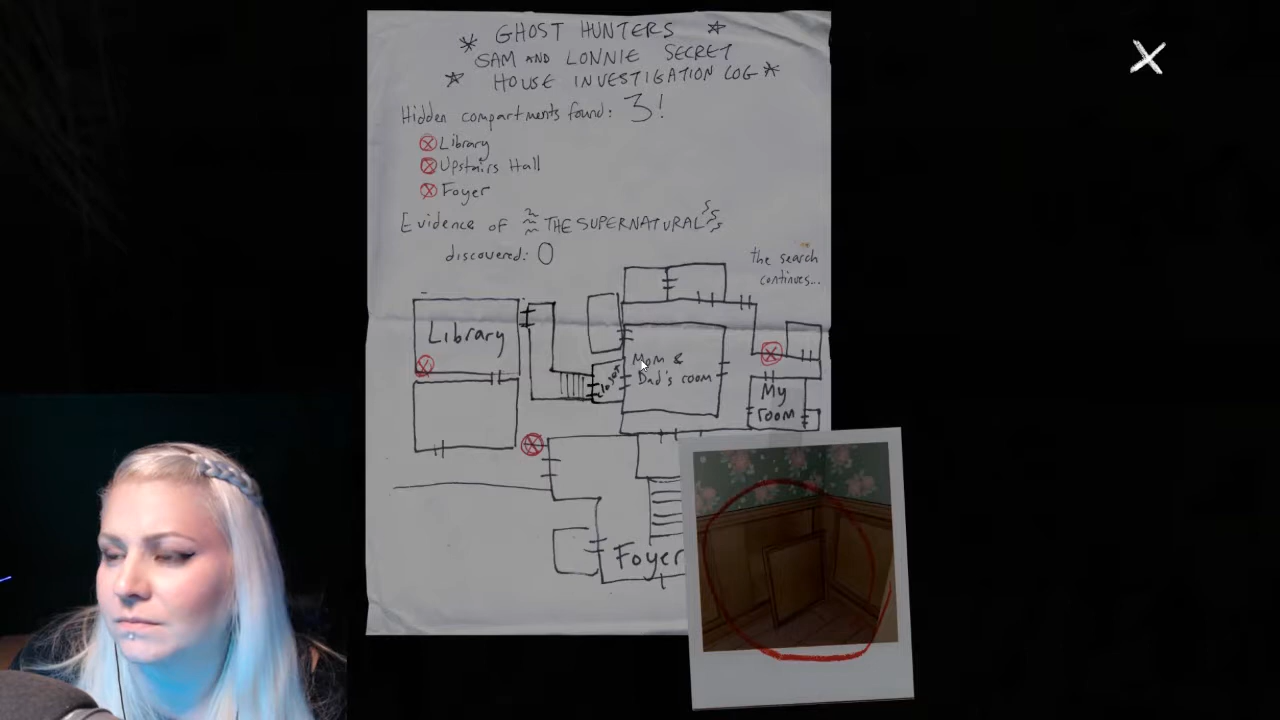 GHOST HUNTERS
SAM AND LONNIE SECRET
HOUSE INVESTIGATION LOG
Hidden compartments found: 3!
Library
Upstairs Hall
Foyer
Evidence of THE SUPERNATURAL
discovered: 0
the search
continues...
Library
Mom &
Dad's room
Closet
My
room
Foyer